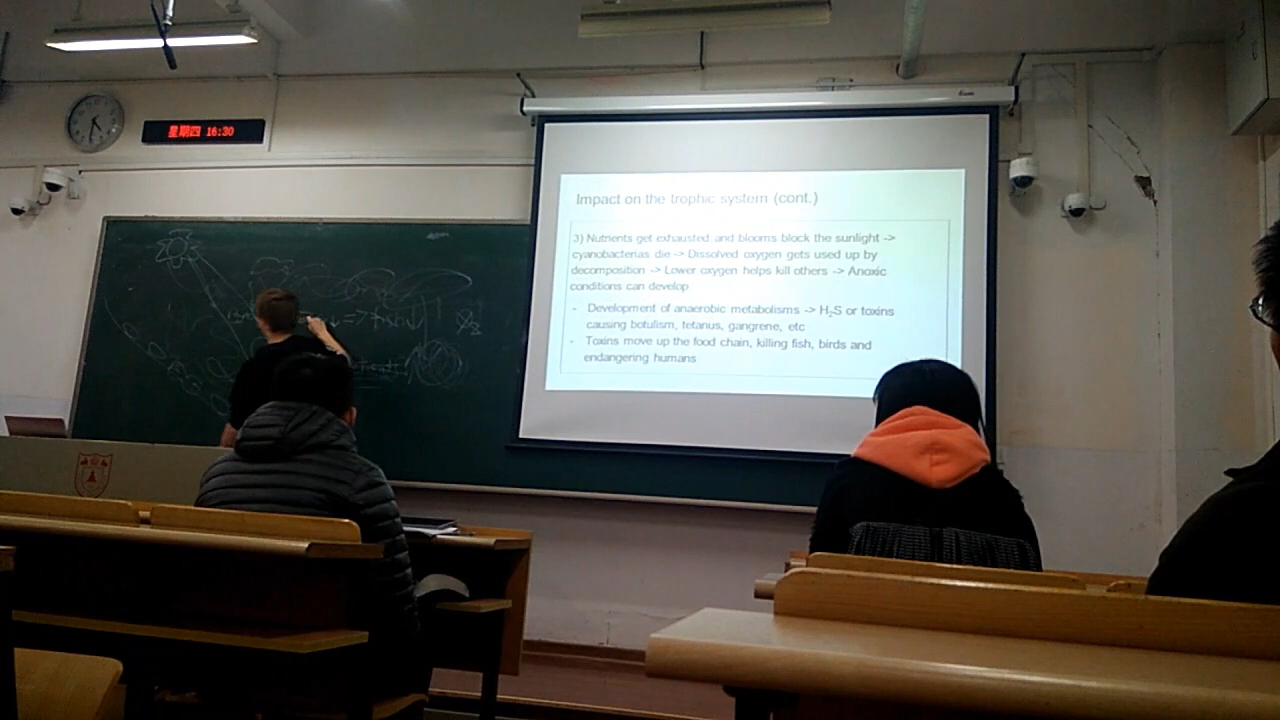 星期四 16:30
Impact on the trophic system (cont.)
3) Nutrients get exhausted and blooms block the sunlight ->
cyanobacterias die -> Dissolved oxygen gets used up by
decomposition -> Lower oxygen helps kill others -> Anoxic
conditions can develop
- Development of anaerobic metabolisms -> H₂S or toxins
causing botulism, tetanus, gangrene, etc
- Toxins move up the food chain, killing fish, birds and
endangering humans